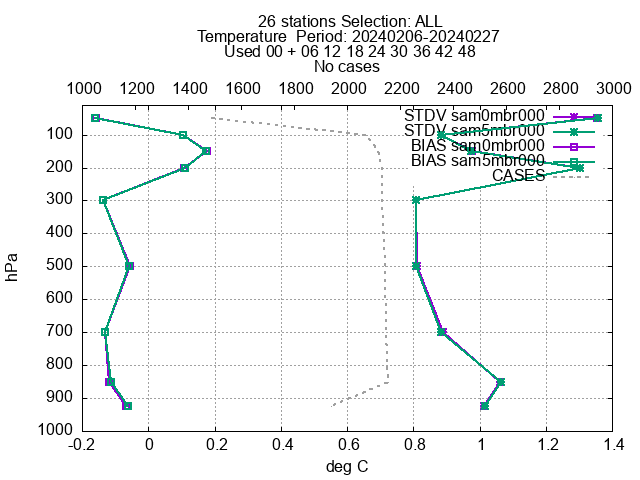 26 stations Selection: ALL
Temperature  Period: 20240206-20240227
Used 00 + 06 12 18 24 30 36 42 48
No cases
1000 1200 1400 1600 1800 2000 2200 2400 2600 2800 3000
STDV sam0mbr000
100
STDV sam5mbr000
BIAS sam0mbr000
BIAS sam5mbr000
200
CASES
300
400
500
hPa
600
700
800
900
1000
-0.2 0 0.2 0.4 0.6 0.8 1 1.2 1.4
deg C